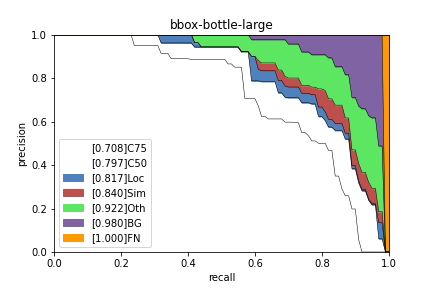 bbox-bottle-large
1.0
0.8
0.6
0.4
0.2
0.0
precision
[0.708]C75
[0.797]C50
[0.817]Loc
[0.840]Sim
[0.922]Oth
[0.980]BG
[1.000]FN
0.0 0.2 0.4 0.6 0.8 1.0
recall